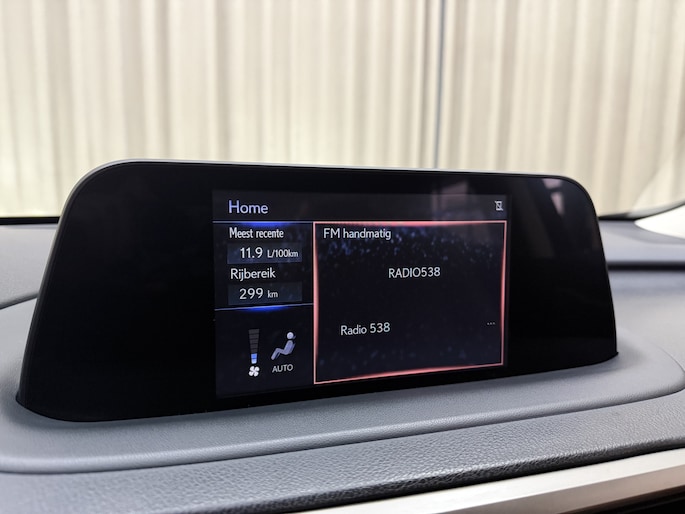 Home
Meest recente
11.9 L/100km
Rijbereik
299 km
AUTO
FM handmatig
RADIO538
Radio 538
...